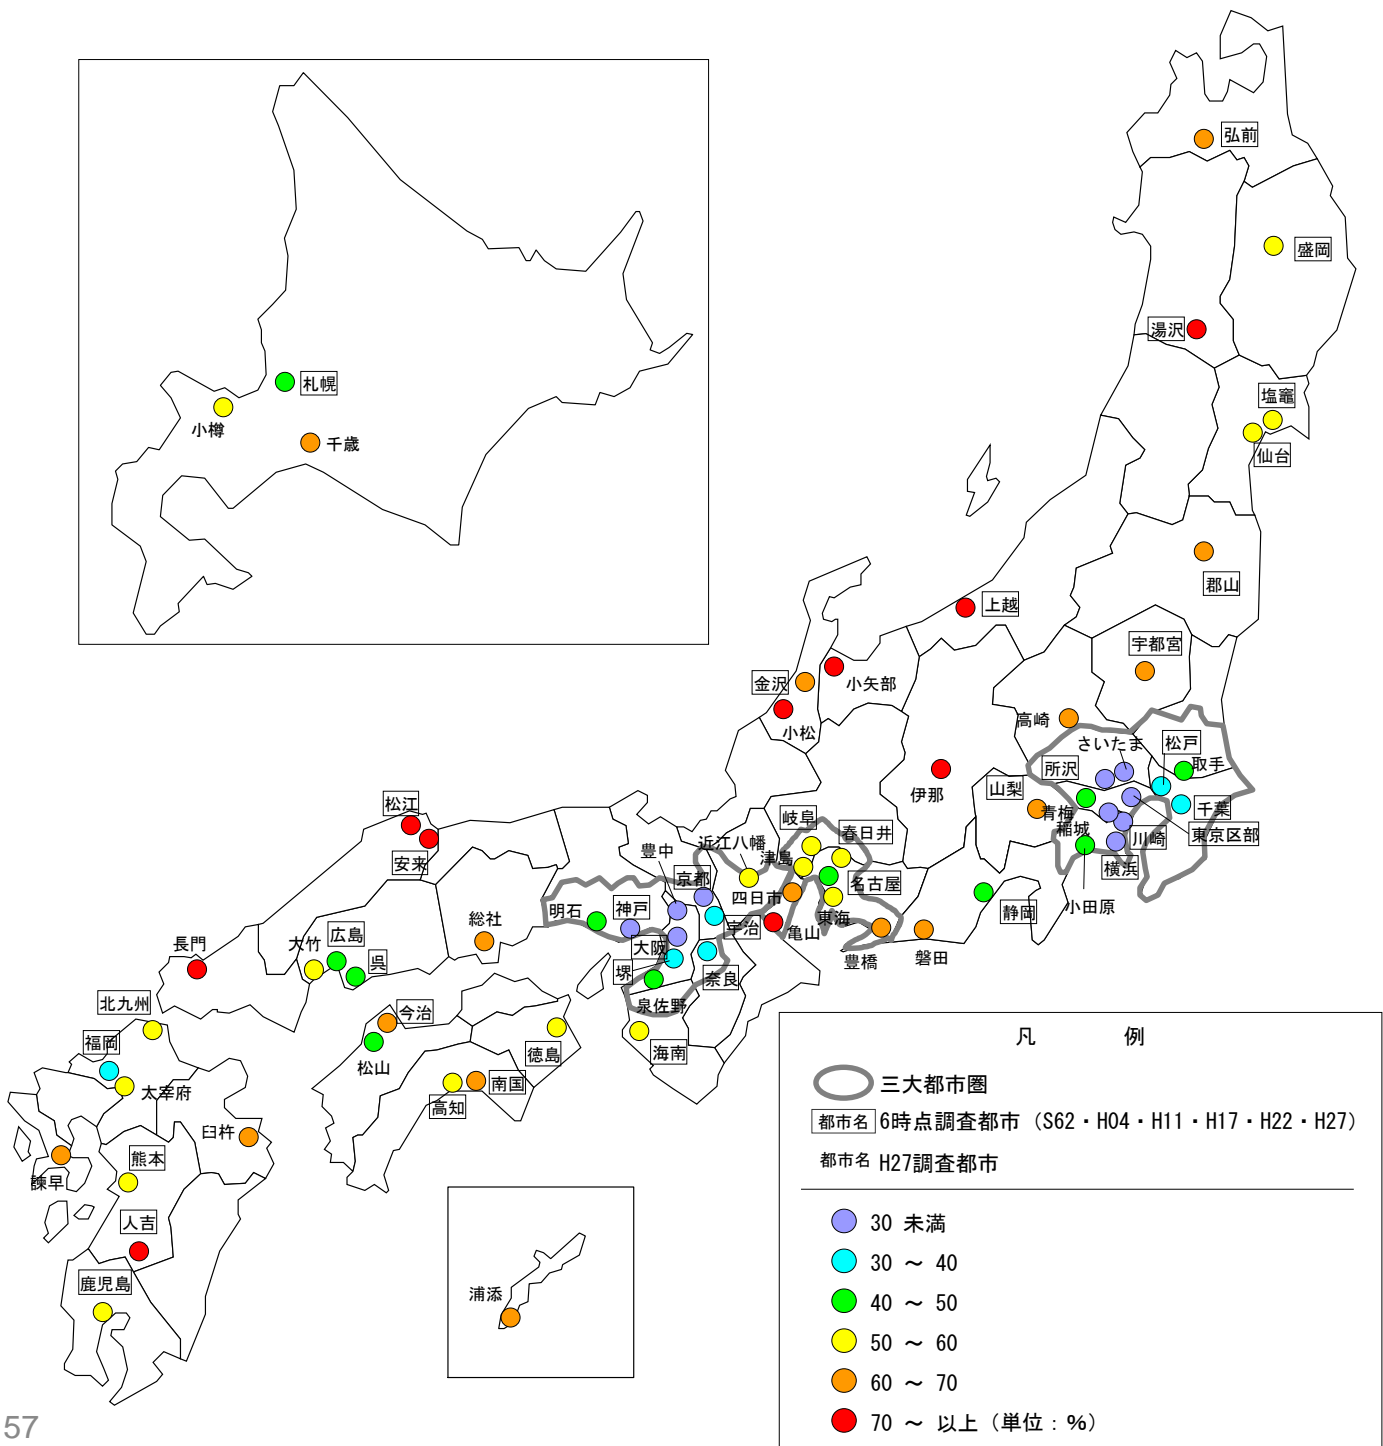 弘前
盛岡
湯沢
札幌
小樽
千歳
塩竈
仙台
郡山
上越
宇都宮
金沢
小矢部
小松
高崎
さいたま
松戸
所沢
取手
伊那
山梨
青梅
千葉
稲城
川崎
東京区部
横浜
小田原
松江
安来
岐阜
春日井
近江八幡
津島
豊中
京都
名古屋
四日市
東海
静岡
明石
神戸
宇治
亀山
豊橋
磐田
総社
大阪
堺
奈良
泉佐野
長門
大竹
広島
呉
北九州
今治
海南
福岡
松山
徳島
太宰府
高知
南国
臼杵
熊本
諫早
人吉
鹿児島
浦添
凡 例
三大都市圏
都市名 6時点調査都市(S62・H04・H11・H17・H22・H27)
都市名 H27調査都市
30 未満
30 ~ 40
40 ~ 50
50 ~ 60
60 ~ 70
70 ~ 以上(単位:%)
57